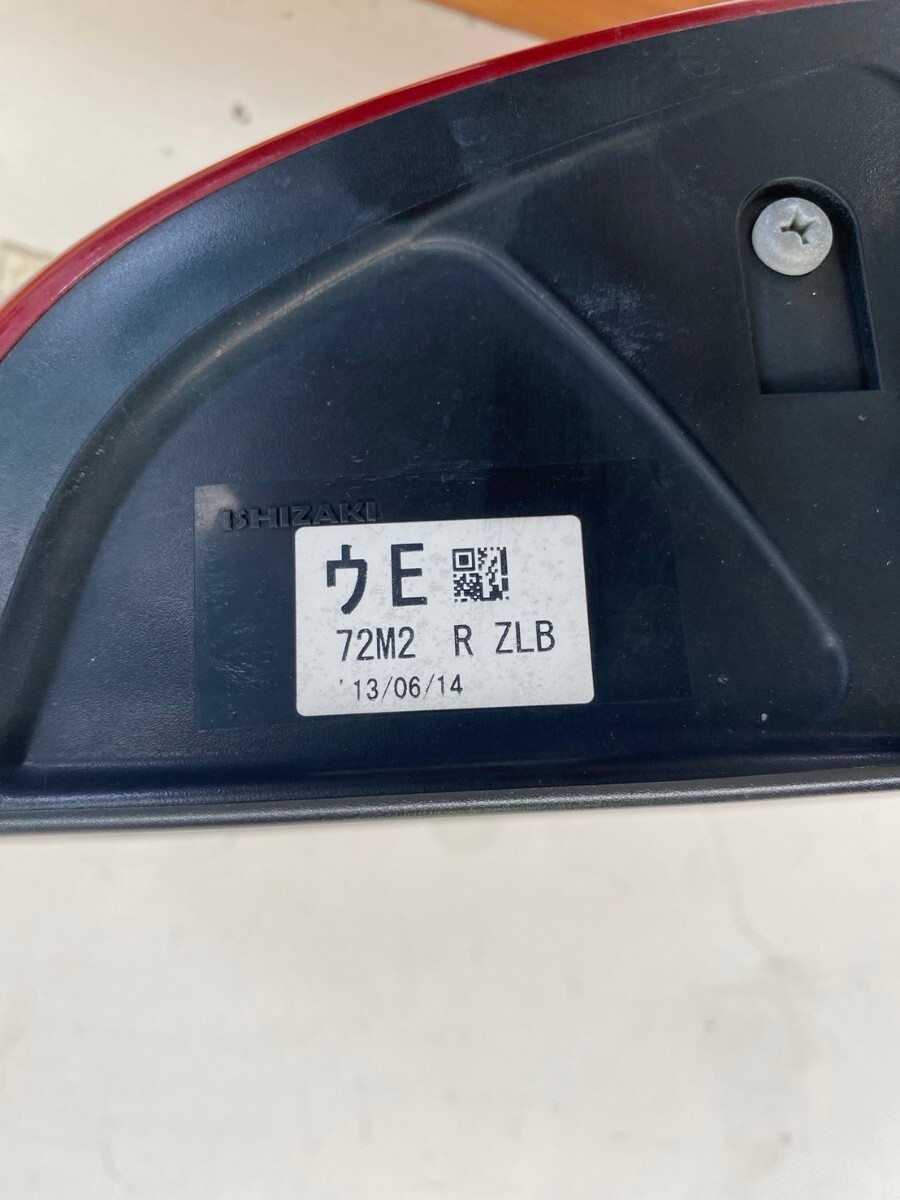 ISHIZAKI
ウE
72M2 R ZLB
'13/06/14